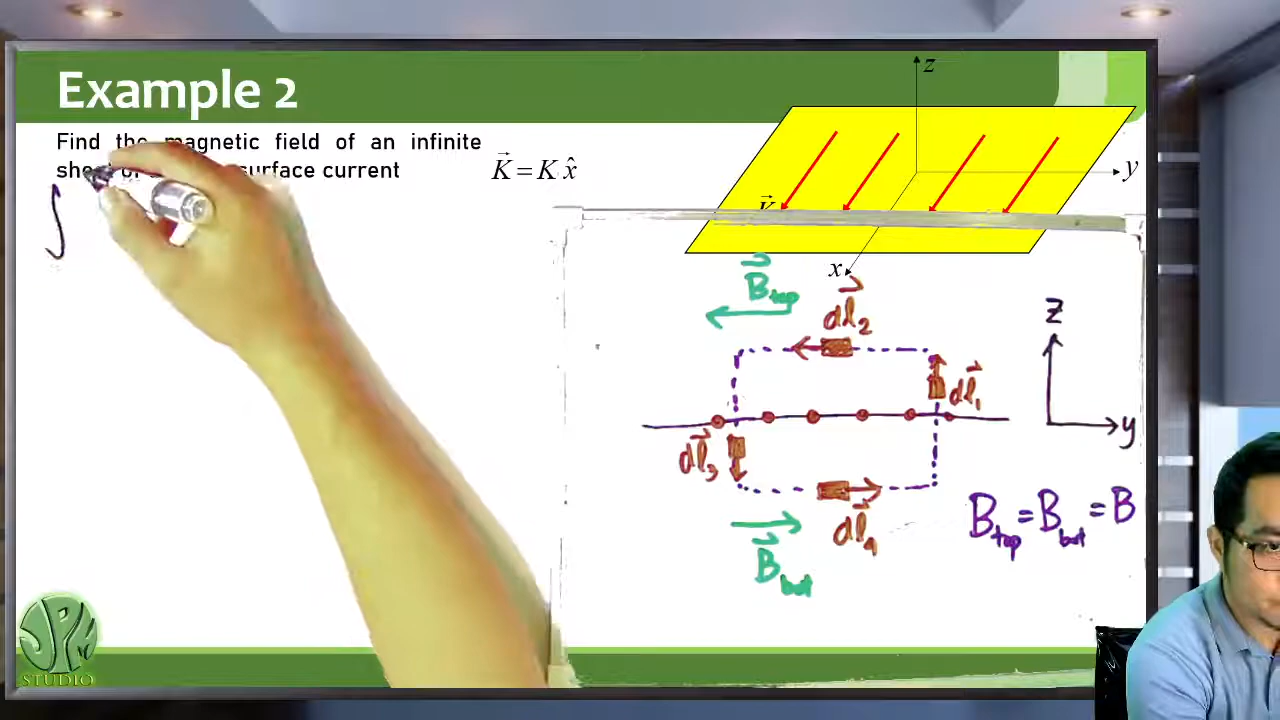 Example 2
Find the magnetic field of an infinite
surface current
K⃗ = K x̂
z
y
K⃗
x
∫
B⃗top
dl⃗2
dl⃗1
dl⃗3
dl⃗4
B⃗bot
z
y
Btop = Bbot = B
JPM
STUDIO